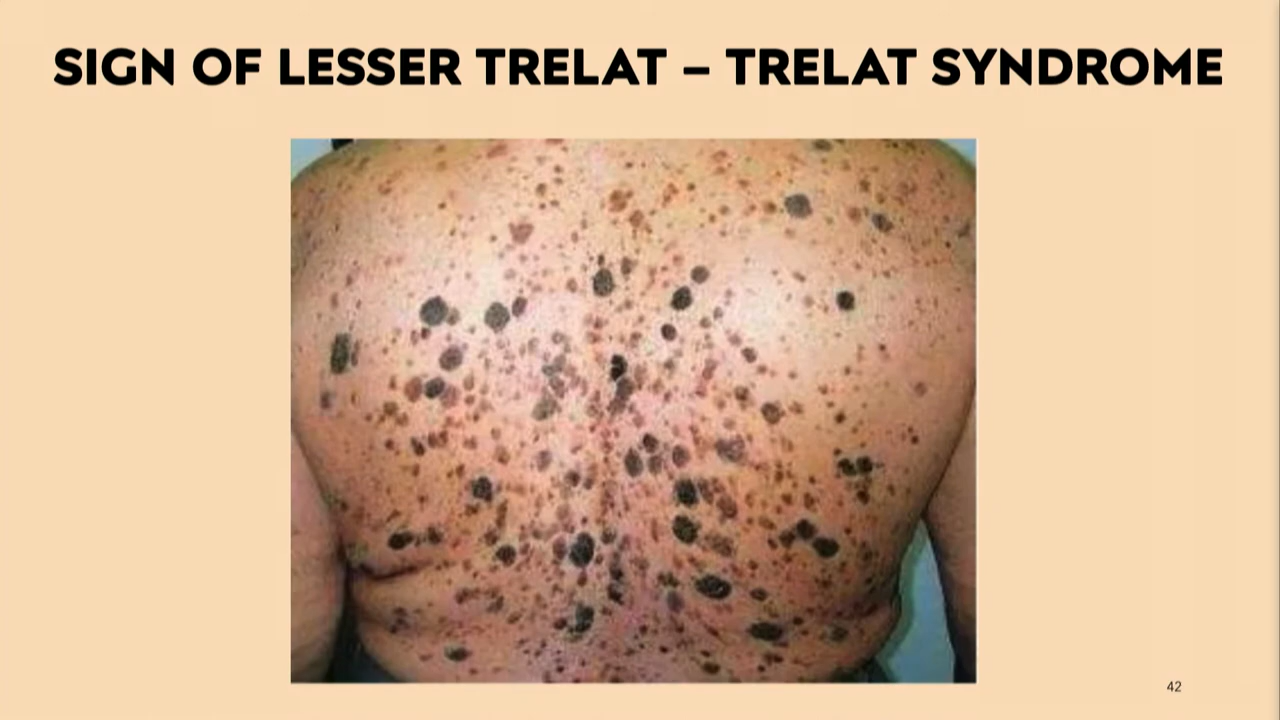 SIGN OF LESSER TRELAT – TRELAT SYNDROME
42